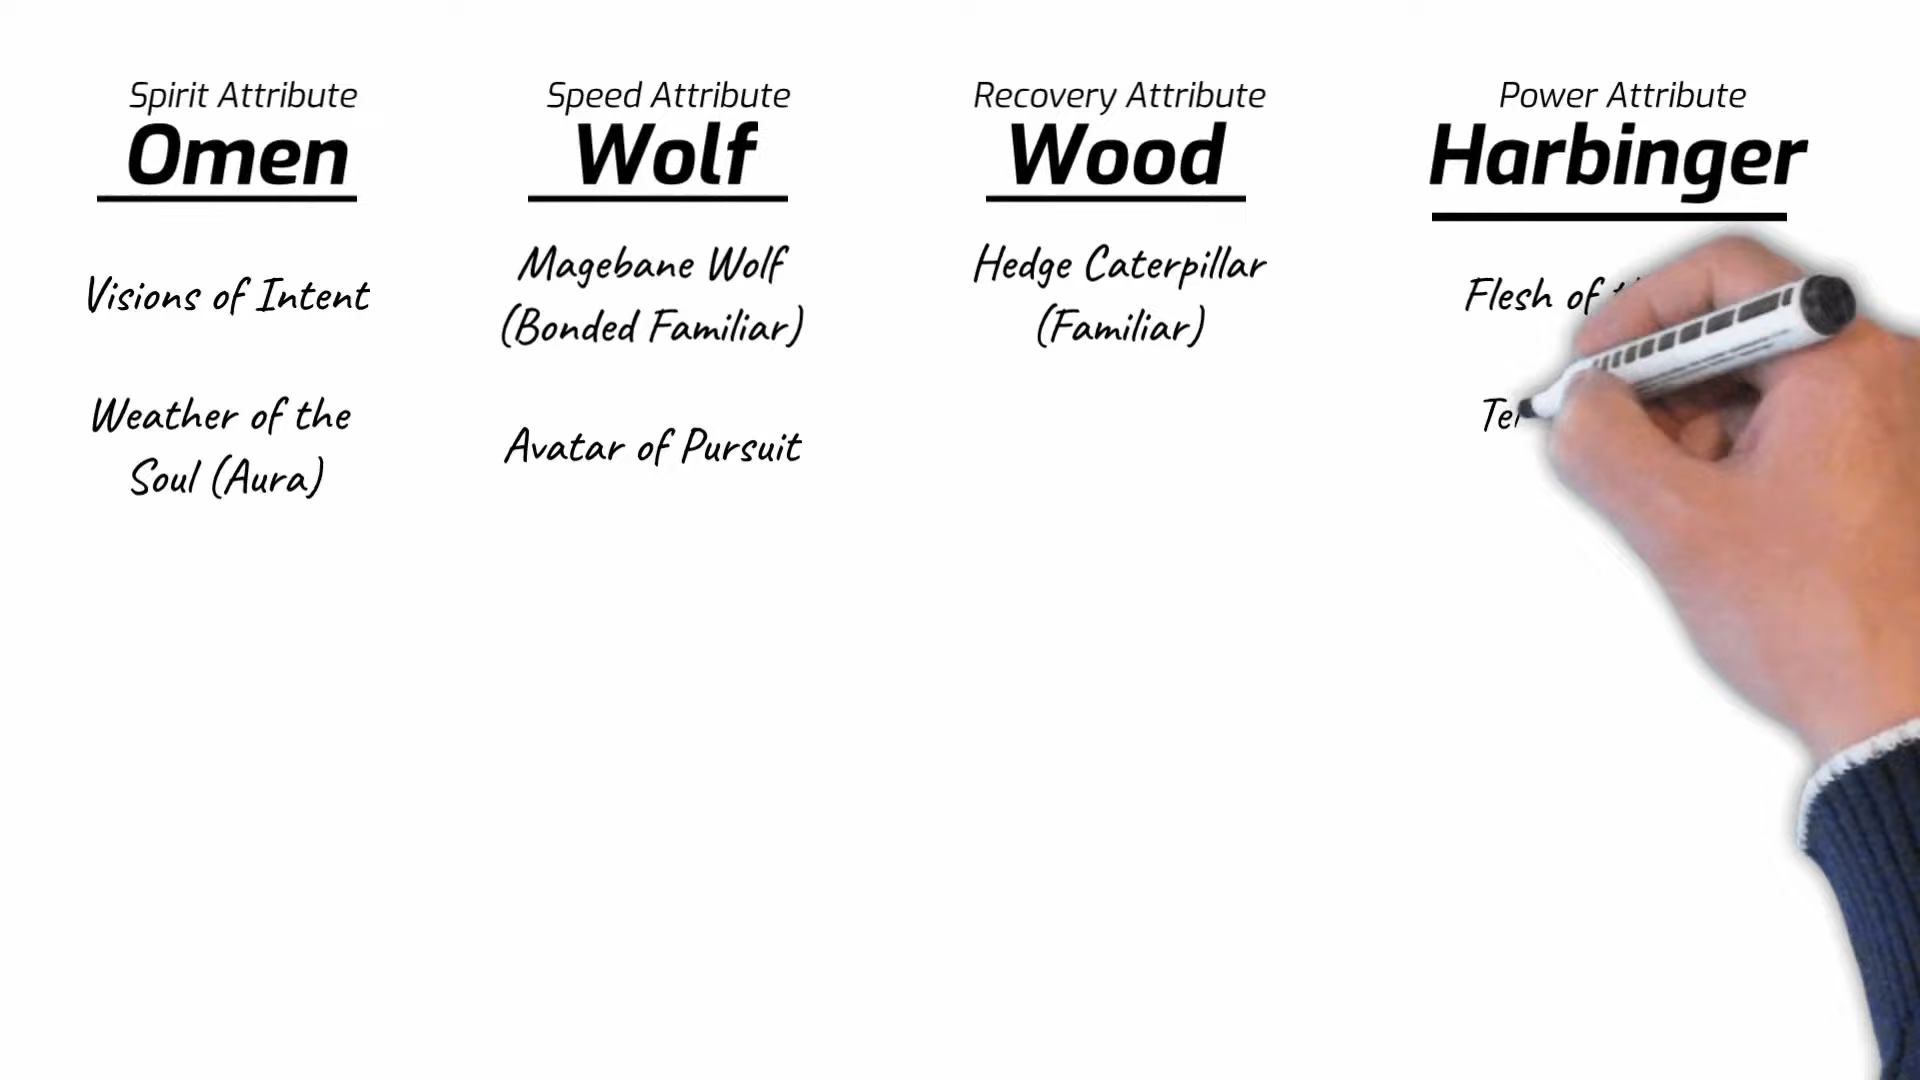 Spirit Attribute
Omen
Visions of Intent
Weather of the
Soul (Aura)
Speed Attribute
Wolf
Magebane Wolf
(Bonded Familiar)
Avatar of Pursuit
Recovery Attribute
Wood
Hedge Caterpillar
(Familiar)
Power Attribute
Harbinger
Flesh of